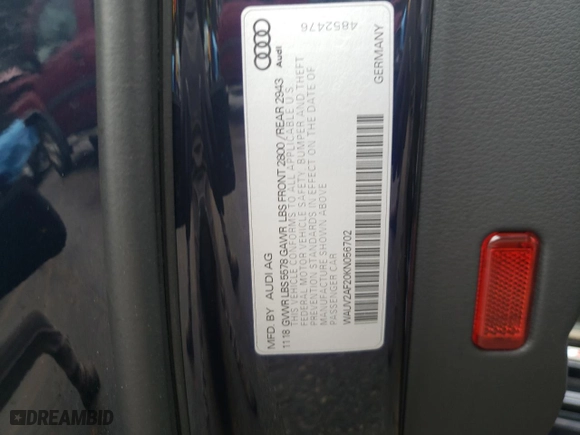 MFD. BY AUDI AG
1118 GVWR LBS 5578 GAWR LBS FRONT 2800 /REAR 2943
THIS VEHICLE CONFORMS TO ALL APPLICABLE U.S.
FEDERAL MOTOR VEHICLE SAFETY, BUMPER AND THEFT
PREVENTION STANDARDS IN EFFECT ON THE DATE OF
MANUFACTURE SHOWN ABOVE
PASSENGER CAR
WAUV2AF20KN056702
Audi
4852476
GERMANY
DREAMBID